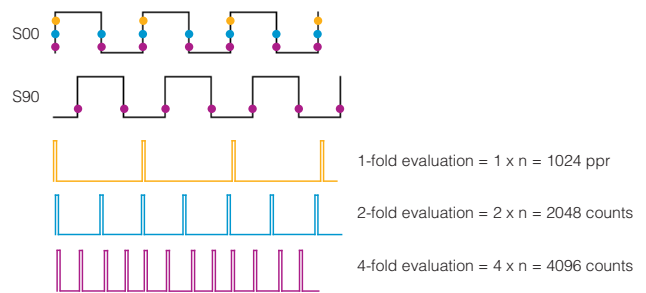 S00
S90
1-fold evaluation = 1 x n = 1024 ppr
2-fold evaluation = 2 x n = 2048 counts
4-fold evaluation = 4 x n = 4096 counts